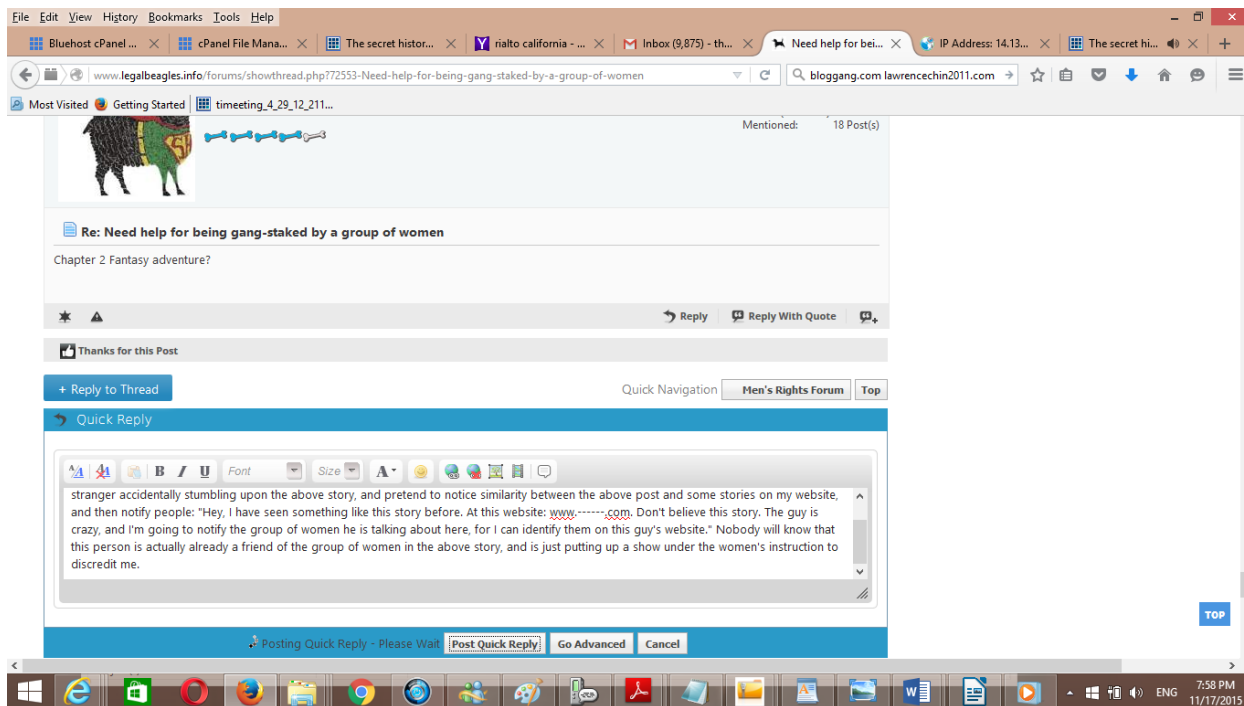 File Edit View History Bookmarks Tools Help
Bluehost cPanel ... cPanel File Mana... The secret histor... rialto california - ... Inbox (9,875) - th... Need help for bei... IP Address: 14.13... The secret hi...
www.legalbeagles.info/forums/showthread.php?72553-Need-help-for-being-gang-staked-by-a-group-of-women bloggang.com lawrencechin2011.com
Most Visited Getting Started timeeting_4_29_12_211...
Mentioned: 18 Post(s)
SH
Re: Need help for being gang-staked by a group of women
Chapter 2 Fantasy adventure?
Reply Reply With Quote
Thanks for this Post
+ Reply to Thread Quick Navigation Men's Rights Forum Top
Quick Reply
B I U Font Size A
stranger accidentally stumbling upon the above story, and pretend to notice similarity between the above post and some stories on my website,
and then notify people: "Hey, I have seen something like this story before. At this website: www.------.com. Don't believe this story. The guy is
crazy, and I'm going to notify the group of women he is talking about here, for I can identify them on this guy's website." Nobody will know that
this person is actually already a friend of the group of women in the above story, and is just putting up a show under the women's instruction to
discredit me.
TOP
Posting Quick Reply - Please Wait Post Quick Reply Go Advanced Cancel
ENG 7:58 PM
11/17/2015